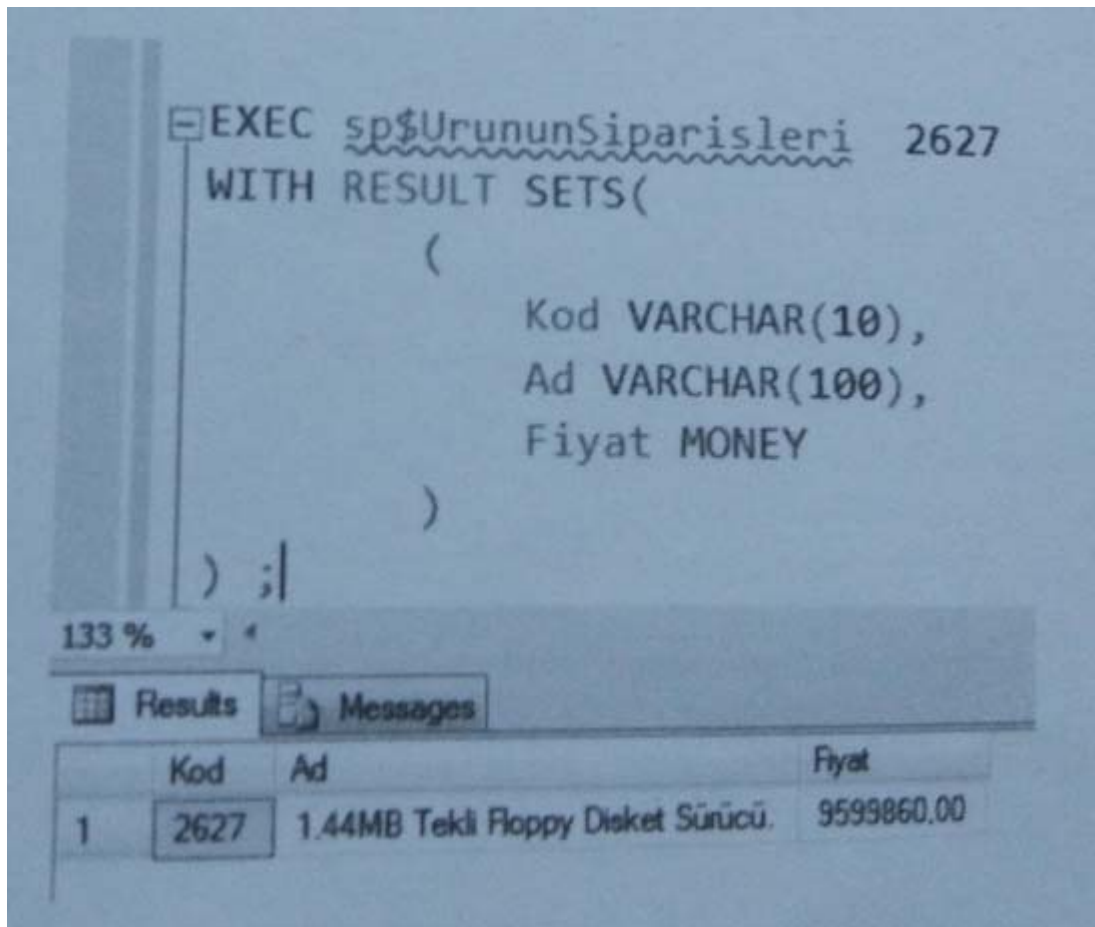 EXEC sp$UrununSiparisleri 2627
WITH RESULT SETS(
(
Kod VARCHAR(10),
Ad VARCHAR(100),
Fiyat MONEY
)
) ;
133 %
Results Messages
Kod Ad Fiyat
1 2627 1.44MB Tekli Floppy Disket Sürücü. 9599860.00